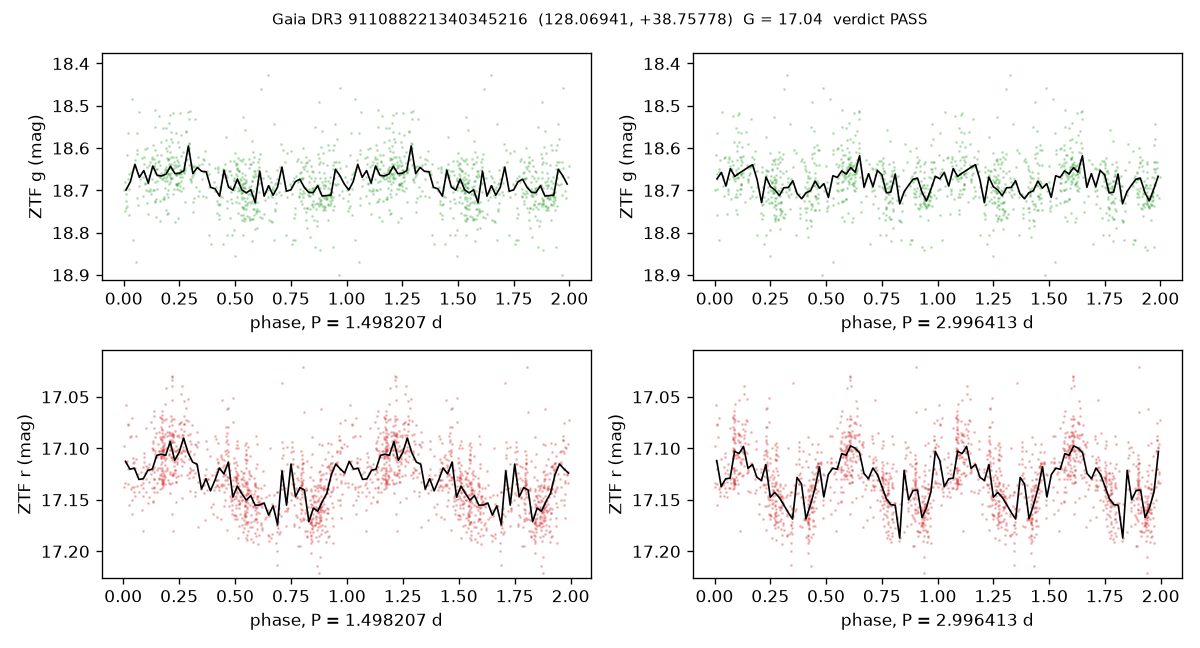 Gaia DR3 911088221340345216 (128.06941, +38.75778) G = 17.04 verdict PASS
ZTF g (mag)
18.4
18.5
18.6
18.7
18.8
18.9
0.00 0.25 0.50 0.75 1.00 1.25 1.50 1.75 2.00
phase, P = 1.498207 d
ZTF g (mag)
18.4
18.5
18.6
18.7
18.8
18.9
0.00 0.25 0.50 0.75 1.00 1.25 1.50 1.75 2.00
phase, P = 2.996413 d
ZTF r (mag)
17.05
17.10
17.15
17.20
0.00 0.25 0.50 0.75 1.00 1.25 1.50 1.75 2.00
phase, P = 1.498207 d
ZTF r (mag)
17.05
17.10
17.15
17.20
0.00 0.25 0.50 0.75 1.00 1.25 1.50 1.75 2.00
phase, P = 2.996413 d